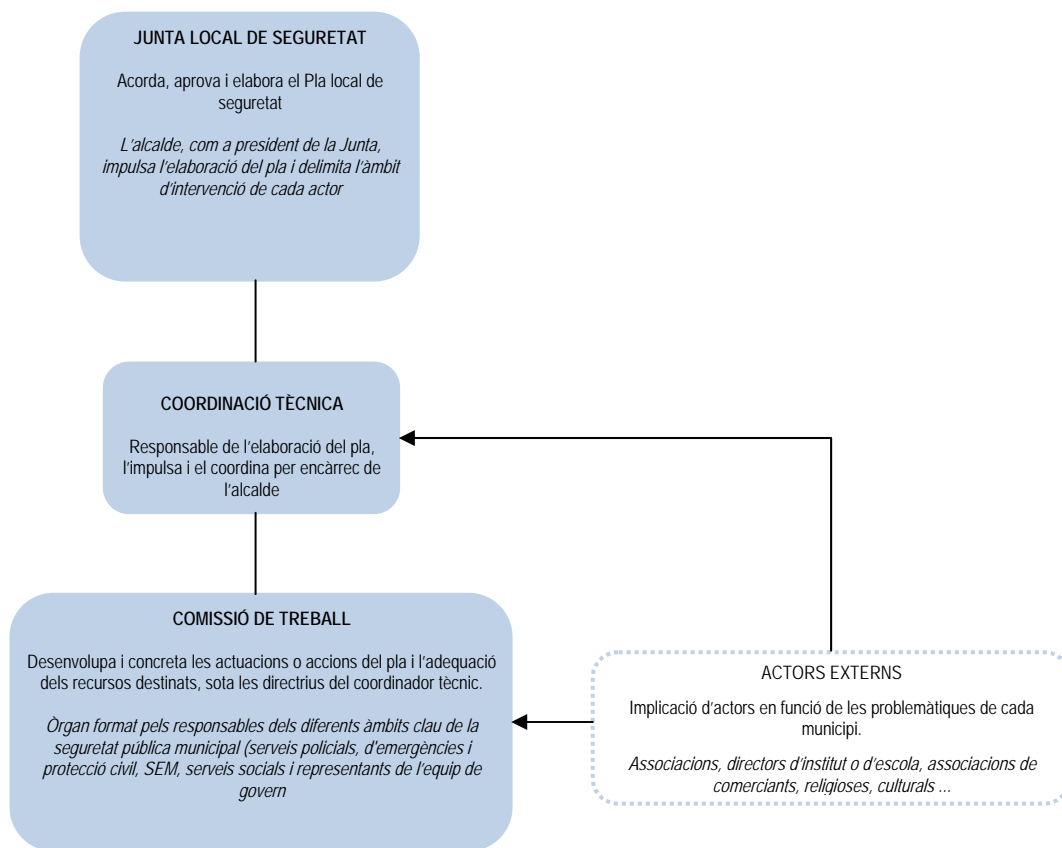 JUNTA LOCAL DE SEGURETAT
Acorda, aprova i elabora el Pla local de
seguretat
L'alcalde, com a president de la Junta,
impulsa l'elaboració del pla i delimita l'àmbit
d'intervenció de cada actor
COORDINACIÓ TÈCNICA
Responsable de l'elaboració del pla,
l'impulsa i el coordina per encàrrec de
l'alcalde
COMISSIÓ DE TREBALL
Desenvolupa i concreta les actuacions o accions del pla i l'adequació
dels recursos destinats, sota les directrius del coordinador tècnic.
Òrgan format pels responsables dels diferents àmbits clau de la
seguretat pública municipal (serveis policials, d'emergències i
protecció civil, SEM, serveis socials i representants de l'equip de
govern
ACTORS EXTERNS
Implicació d'actors en funció de les problemàtiques de cada
municipi.
Associacions, directors d'institut o d'escola, associacions de
comerciants, religioses, culturals ...